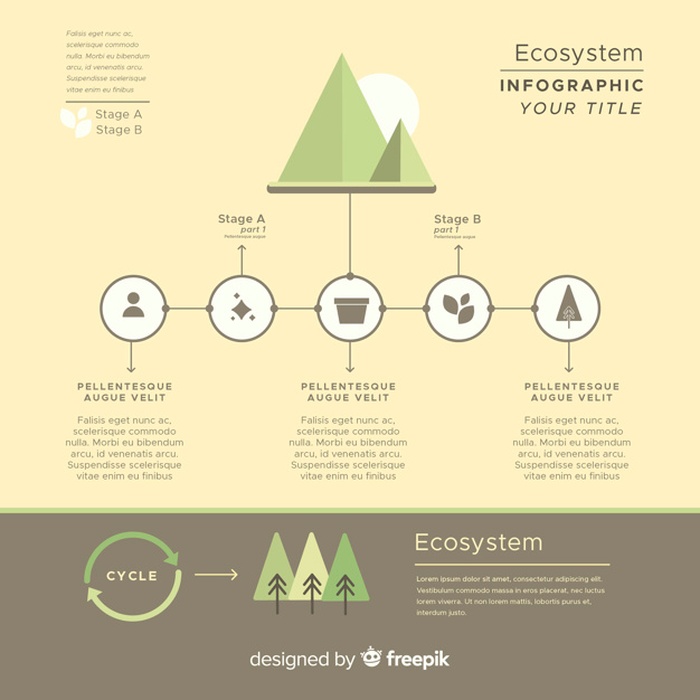 Falisis eget nunc ac,
scelerisque commodo
nulla. Morbi eu bibendum
arcu, id venenatis arcu.
Suspendisse scelerisque
vitae enim eu finibus
Stage A
Stage B
Ecosystem
INFOGRAPHIC
YOUR TITLE
Stage A
part 1
Pellentesque augue
Stage B
part 1
Pellentesque augue
PELLENTESQUE
AUGUE VELIT
Falisis eget nunc ac,
scelerisque commodo
nulla. Morbi eu bibendum
arcu, id venenatis arcu.
Suspendisse scelerisque
vitae enim eu finibus
PELLENTESQUE
AUGUE VELIT
Falisis eget nunc ac,
scelerisque commodo
nulla. Morbi eu bibendum
arcu, id venenatis arcu.
Suspendisse scelerisque
vitae enim eu finibus
PELLENTESQUE
AUGUE VELIT
Falisis eget nunc ac,
scelerisque commodo
nulla. Morbi eu bibendum
arcu, id venenatis arcu.
Suspendisse scelerisque
vitae enim eu finibus
CYCLE
Ecosystem
Lorem ipsum dolor sit amet, consectetur adipiscing elit.
Vestibulum commodo in eros placerat, nec luctus
lorem viverra. Ut non lorem mattis, lobortis purus et,
interdum justo.
designed by freepik